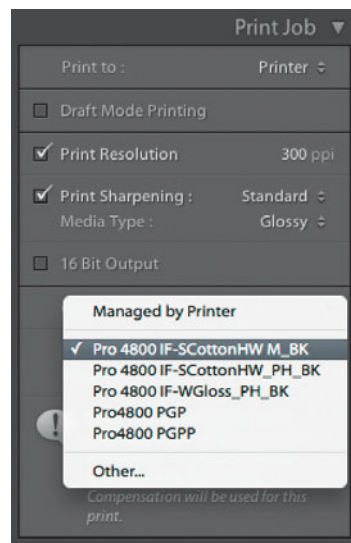 Print Job ▼
Print to : Printer
Draft Mode Printing
Print Resolution 300 ppi
Print Sharpening : Standard
Media Type : Glossy
16 Bit Output
Managed by Printer
✓ Pro 4800 IF-SCottonHW M_BK
Pro 4800 IF-SCottonHW_PH_BK
Pro 4800 IF-WGloss_PH_BK
Pro4800 PGP
Pro4800 PGPP
Other...
Compensation will be used for this
print.